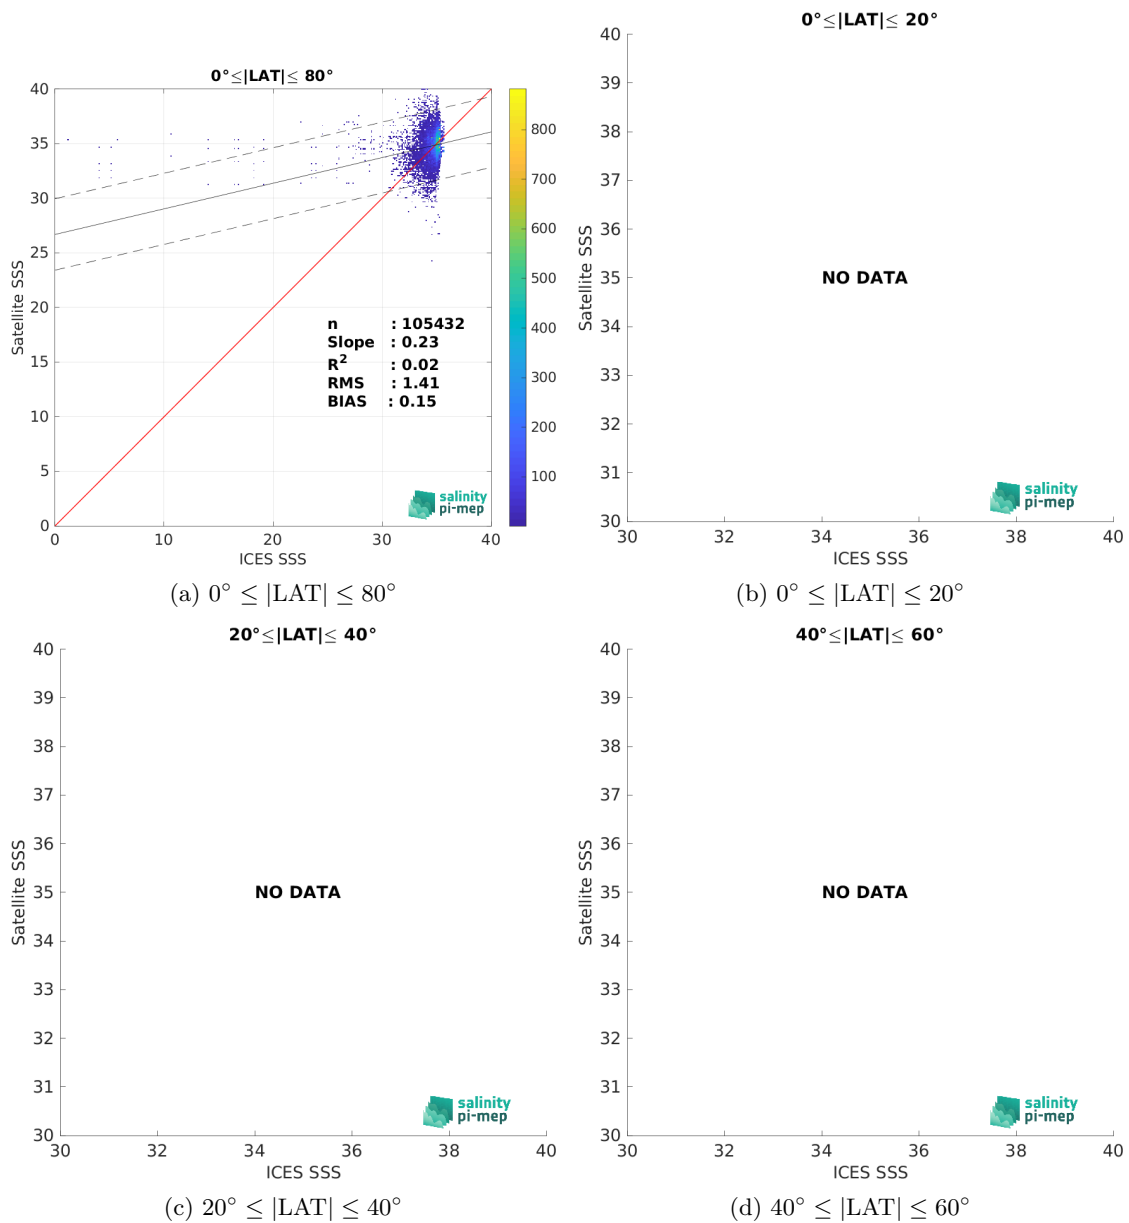 0°≤|LAT|≤ 80°
40
35
30
25
20
15
10
5
0
Satellite SSS
0
10
20
30
40
ICES SSS
800
700
600
500
400
300
200
100
n : 105432
Slope : 0.23
R² : 0.02
RMS : 1.41
BIAS : 0.15
salinity
pi-mep
(a) 0° ≤ |LAT| ≤ 80°
0°≤|LAT|≤ 20°
40
39
38
37
36
35
34
33
32
31
30
Satellite SSS
NO DATA
salinity
pi-mep
30
32
34
36
38
40
ICES SSS
(b) 0° ≤ |LAT| ≤ 20°
20°≤|LAT|≤ 40°
40
39
38
37
36
35
34
33
32
31
30
Satellite SSS
NO DATA
salinity
pi-mep
30
32
34
36
38
40
ICES SSS
(c) 20° ≤ |LAT| ≤ 40°
40°≤|LAT|≤ 60°
40
39
38
37
36
35
34
33
32
31
30
Satellite SSS
NO DATA
salinity
pi-mep
30
32
34
36
38
40
ICES SSS
(d) 40° ≤ |LAT| ≤ 60°